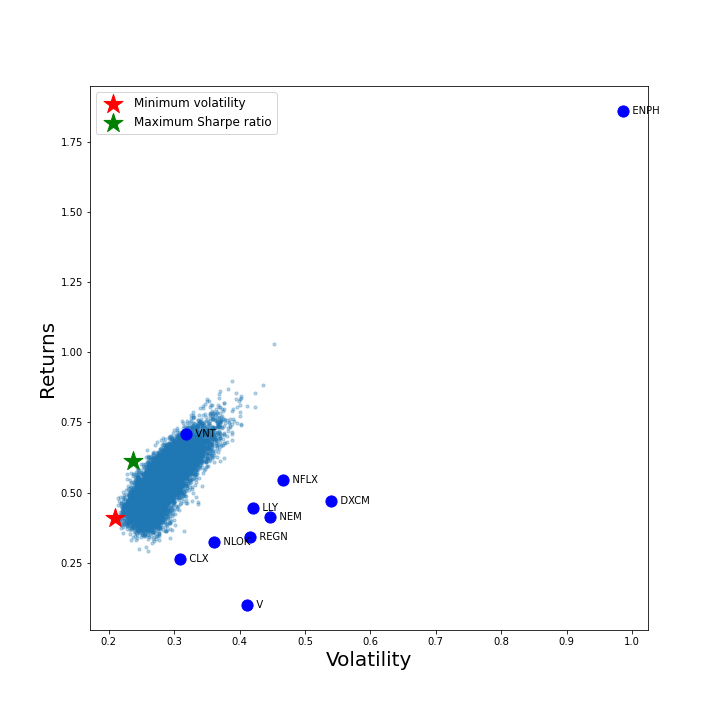 Minimum volatility
Maximum Sharpe ratio
ENPH
1.75
1.50
1.25
1.00
0.75
0.50
0.25
Returns
VNT
NFLX
DXCM
LLY
NEM
REGN
NLOK
CLX
V
0.2 0.3 0.4 0.5 0.6 0.7 0.8 0.9 1.0
Volatility